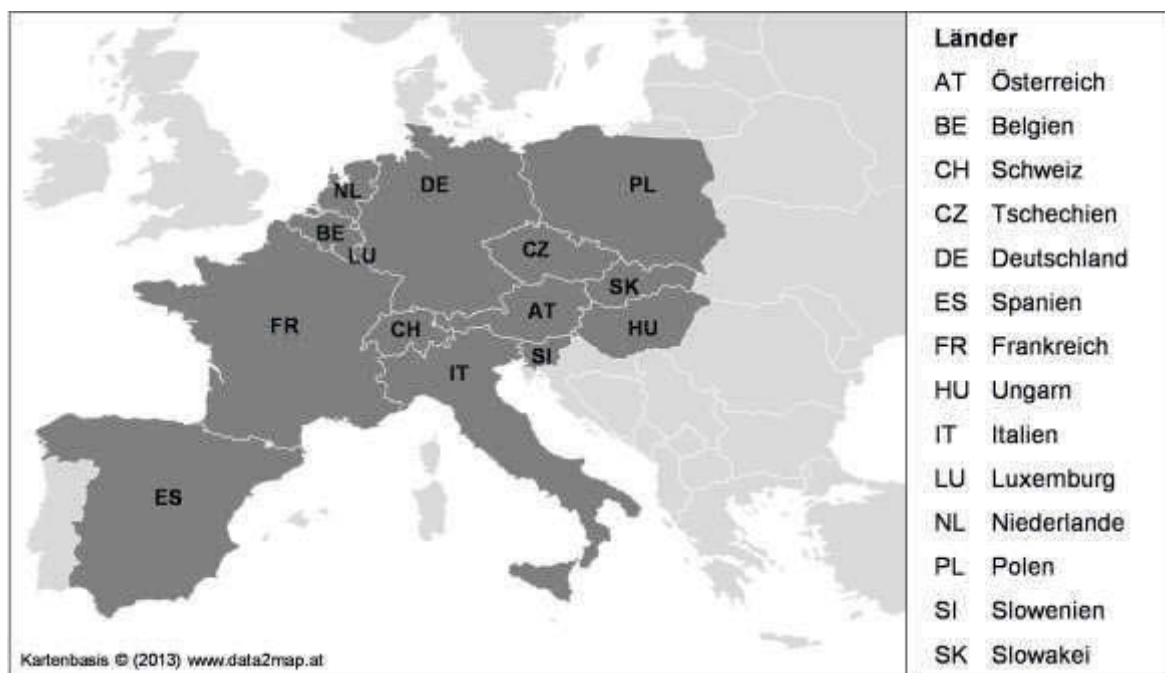 NL
DE
PL
BE
LU
CZ
SK
FR
CH
AT
HU
SI
IT
ES
Kartenbasis © (2013) www.data2map.at
Länder
AT Österreich
BE Belgien
CH Schweiz
CZ Tschechien
DE Deutschland
ES Spanien
FR Frankreich
HU Ungarn
IT Italien
LU Luxemburg
NL Niederlande
PL Polen
SI Slowenien
SK Slowakei